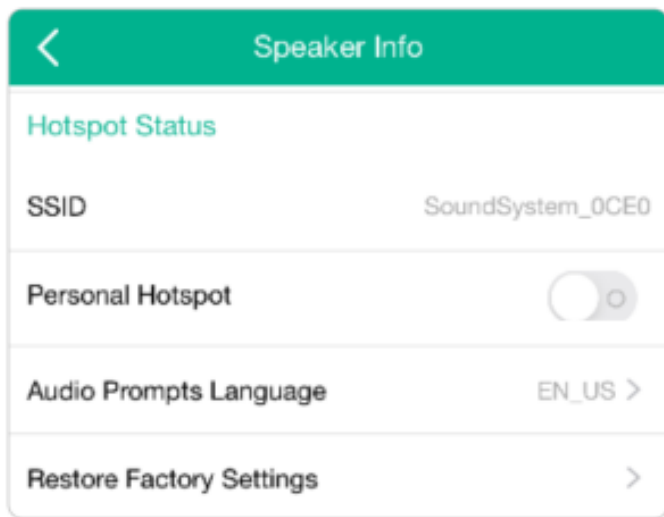 Speaker Info
Hotspot Status
SSID SoundSystem_0CE0
Personal Hotspot
Audio Prompts Language EN_US
Restore Factory Settings